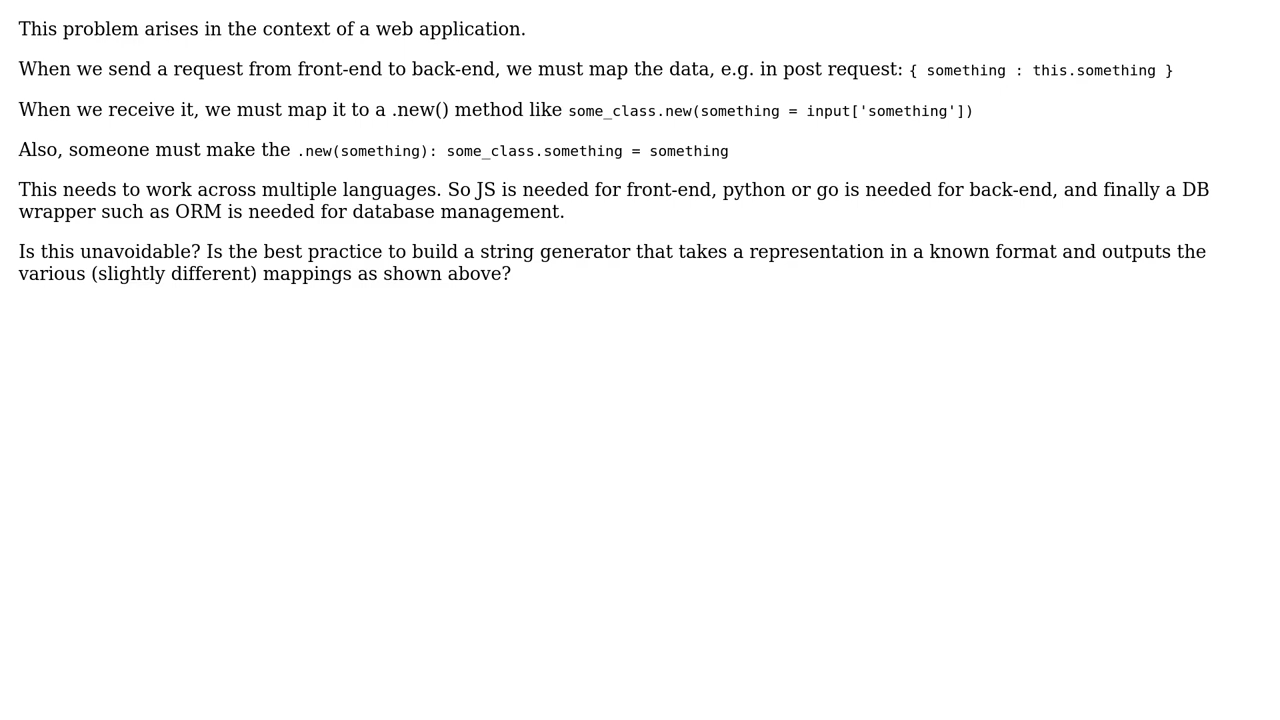 This problem arises in the context of a web application.
When we send a request from front-end to back-end, we must map the data, e.g. in post request: { something : this.something }
When we receive it, we must map it to a .new() method like some_class.new(something = input['something'])
Also, someone must make the .new(something): some_class.something = something
This needs to work across multiple languages. So JS is needed for front-end, python or go is needed for back-end, and finally a DB
wrapper such as ORM is needed for database management.
Is this unavoidable? Is the best practice to build a string generator that takes a representation in a known format and outputs the
various (slightly different) mappings as shown above?